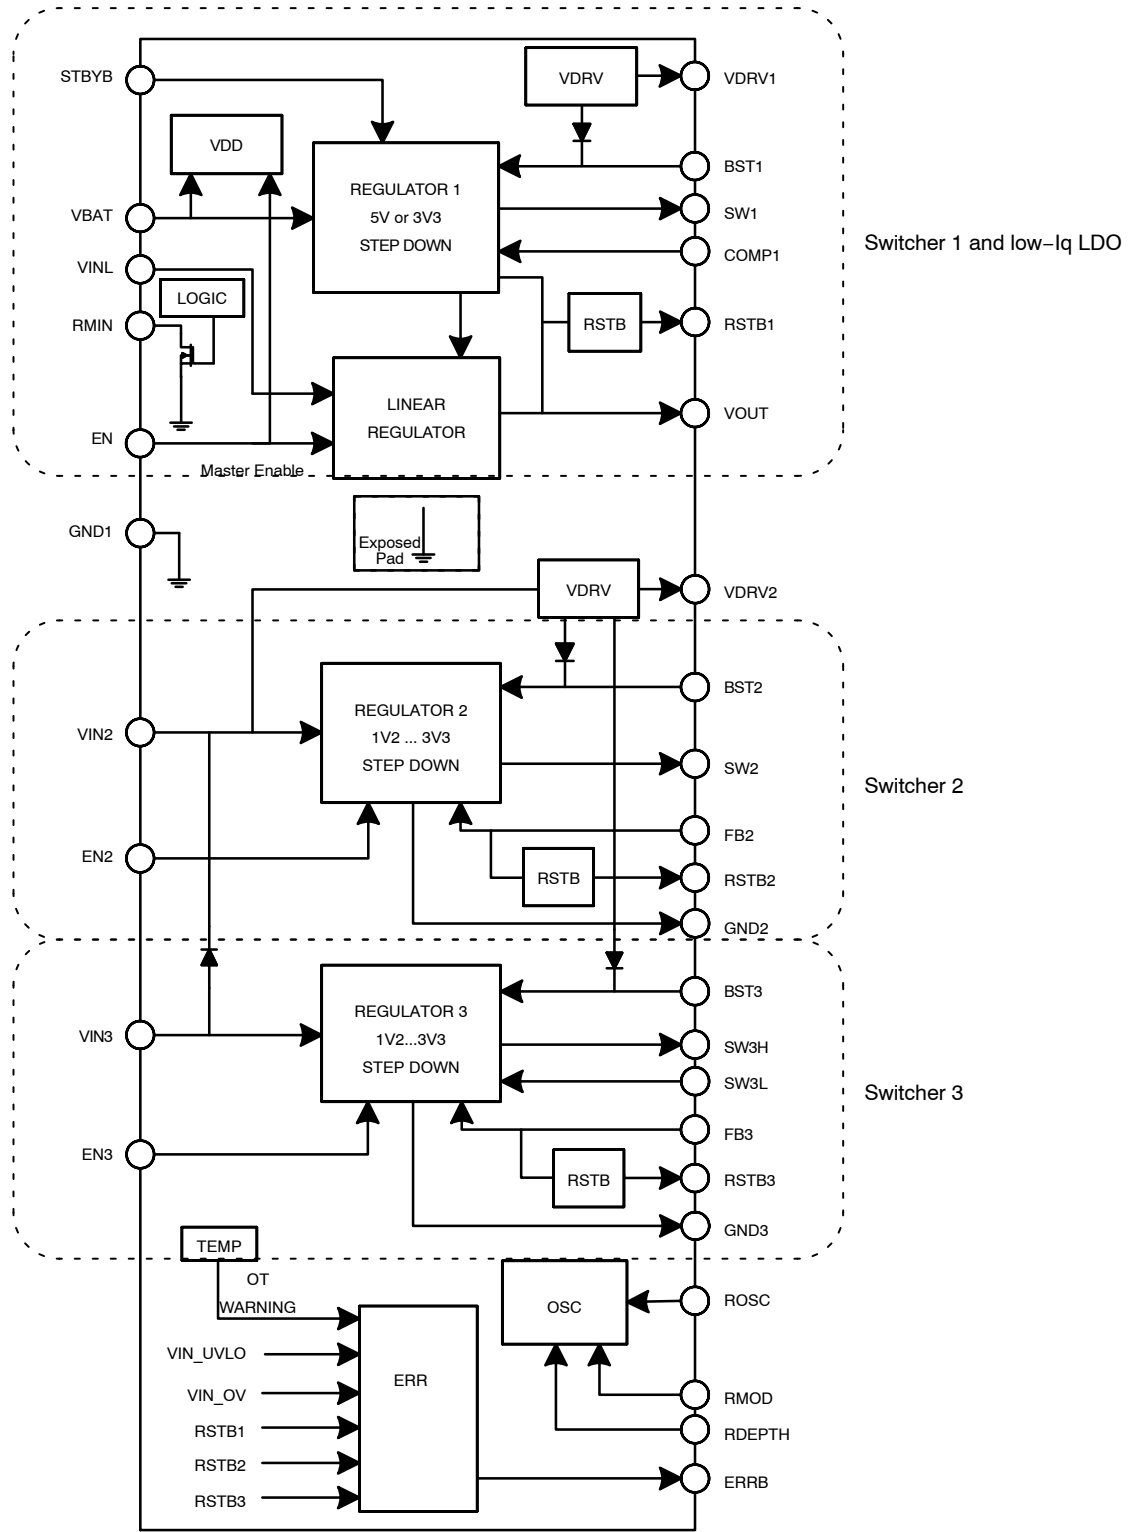 STBYB
VDRV
VDRV1
VDD
BST1
REGULATOR 1
5V or 3V3
STEP DOWN
VBAT
SW1
Switcher 1 and low−Iq LDO
COMP1
VINL
LOGIC
RMIN
RSTB
RSTB1
LINEAR
REGULATOR
VOUT
EN
Master Enable
GND1
Exposed
Pad
VDRV
VDRV2
BST2
REGULATOR 2
1V2 ... 3V3
STEP DOWN
VIN2
SW2
Switcher 2
FB2
EN2
RSTB
RSTB2
GND2
BST3
REGULATOR 3
1V2...3V3
STEP DOWN
VIN3
SW3H
SW3L
Switcher 3
FB3
EN3
RSTB
RSTB3
GND3
TEMP
OT
WARNING
OSC
ROSC
VIN_UVLO
ERR
VIN_OV
RMOD
RSTB1
RDEPTH
RSTB2
ERRB
RSTB3